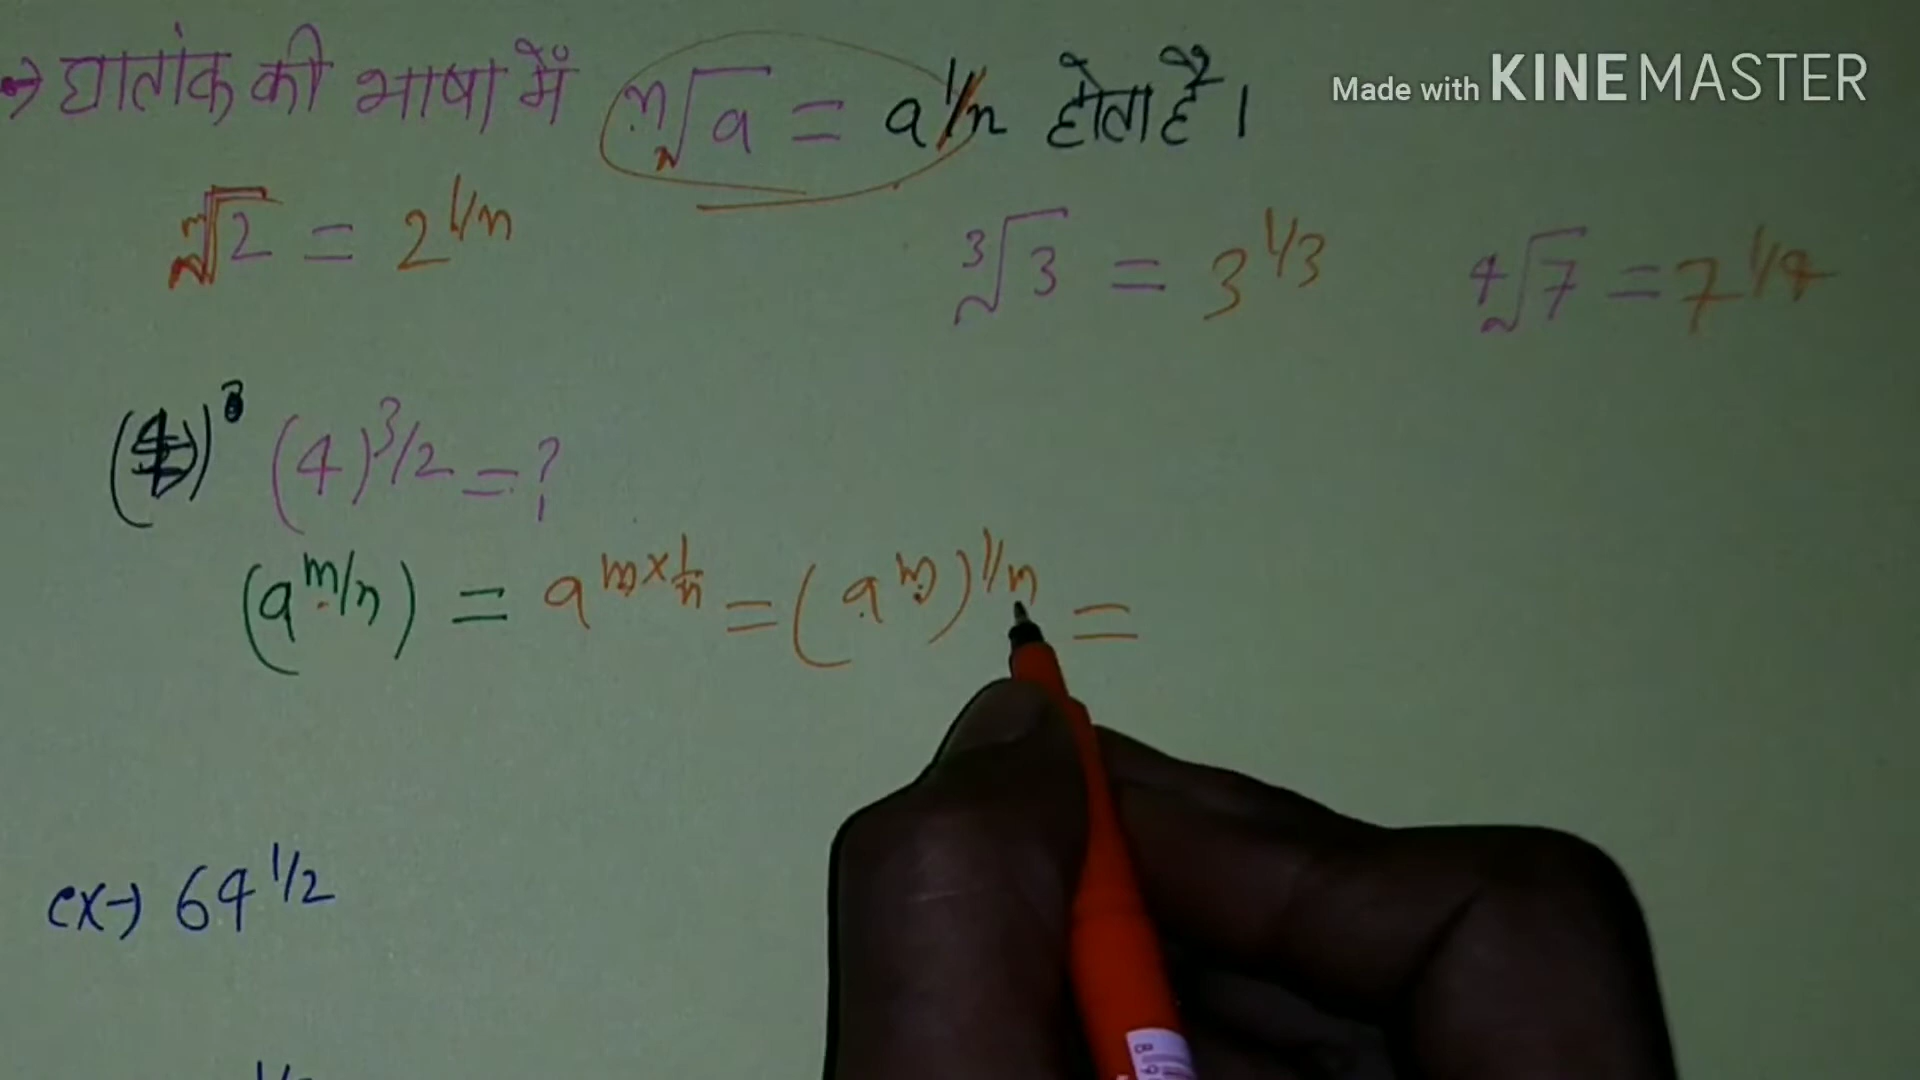 → घातांक की भाषा में ⁿ√a = a^1/n होता है।
Made with KINEMASTER
ⁿ√2 = 2^1/n ³√3 = 3^1/3 ⁴√7 = 7^1/4
(4)^3/2 = ?
(a^m/n) = a^m×1/n = (a^m)^1/n =
ex→ 64^1/2